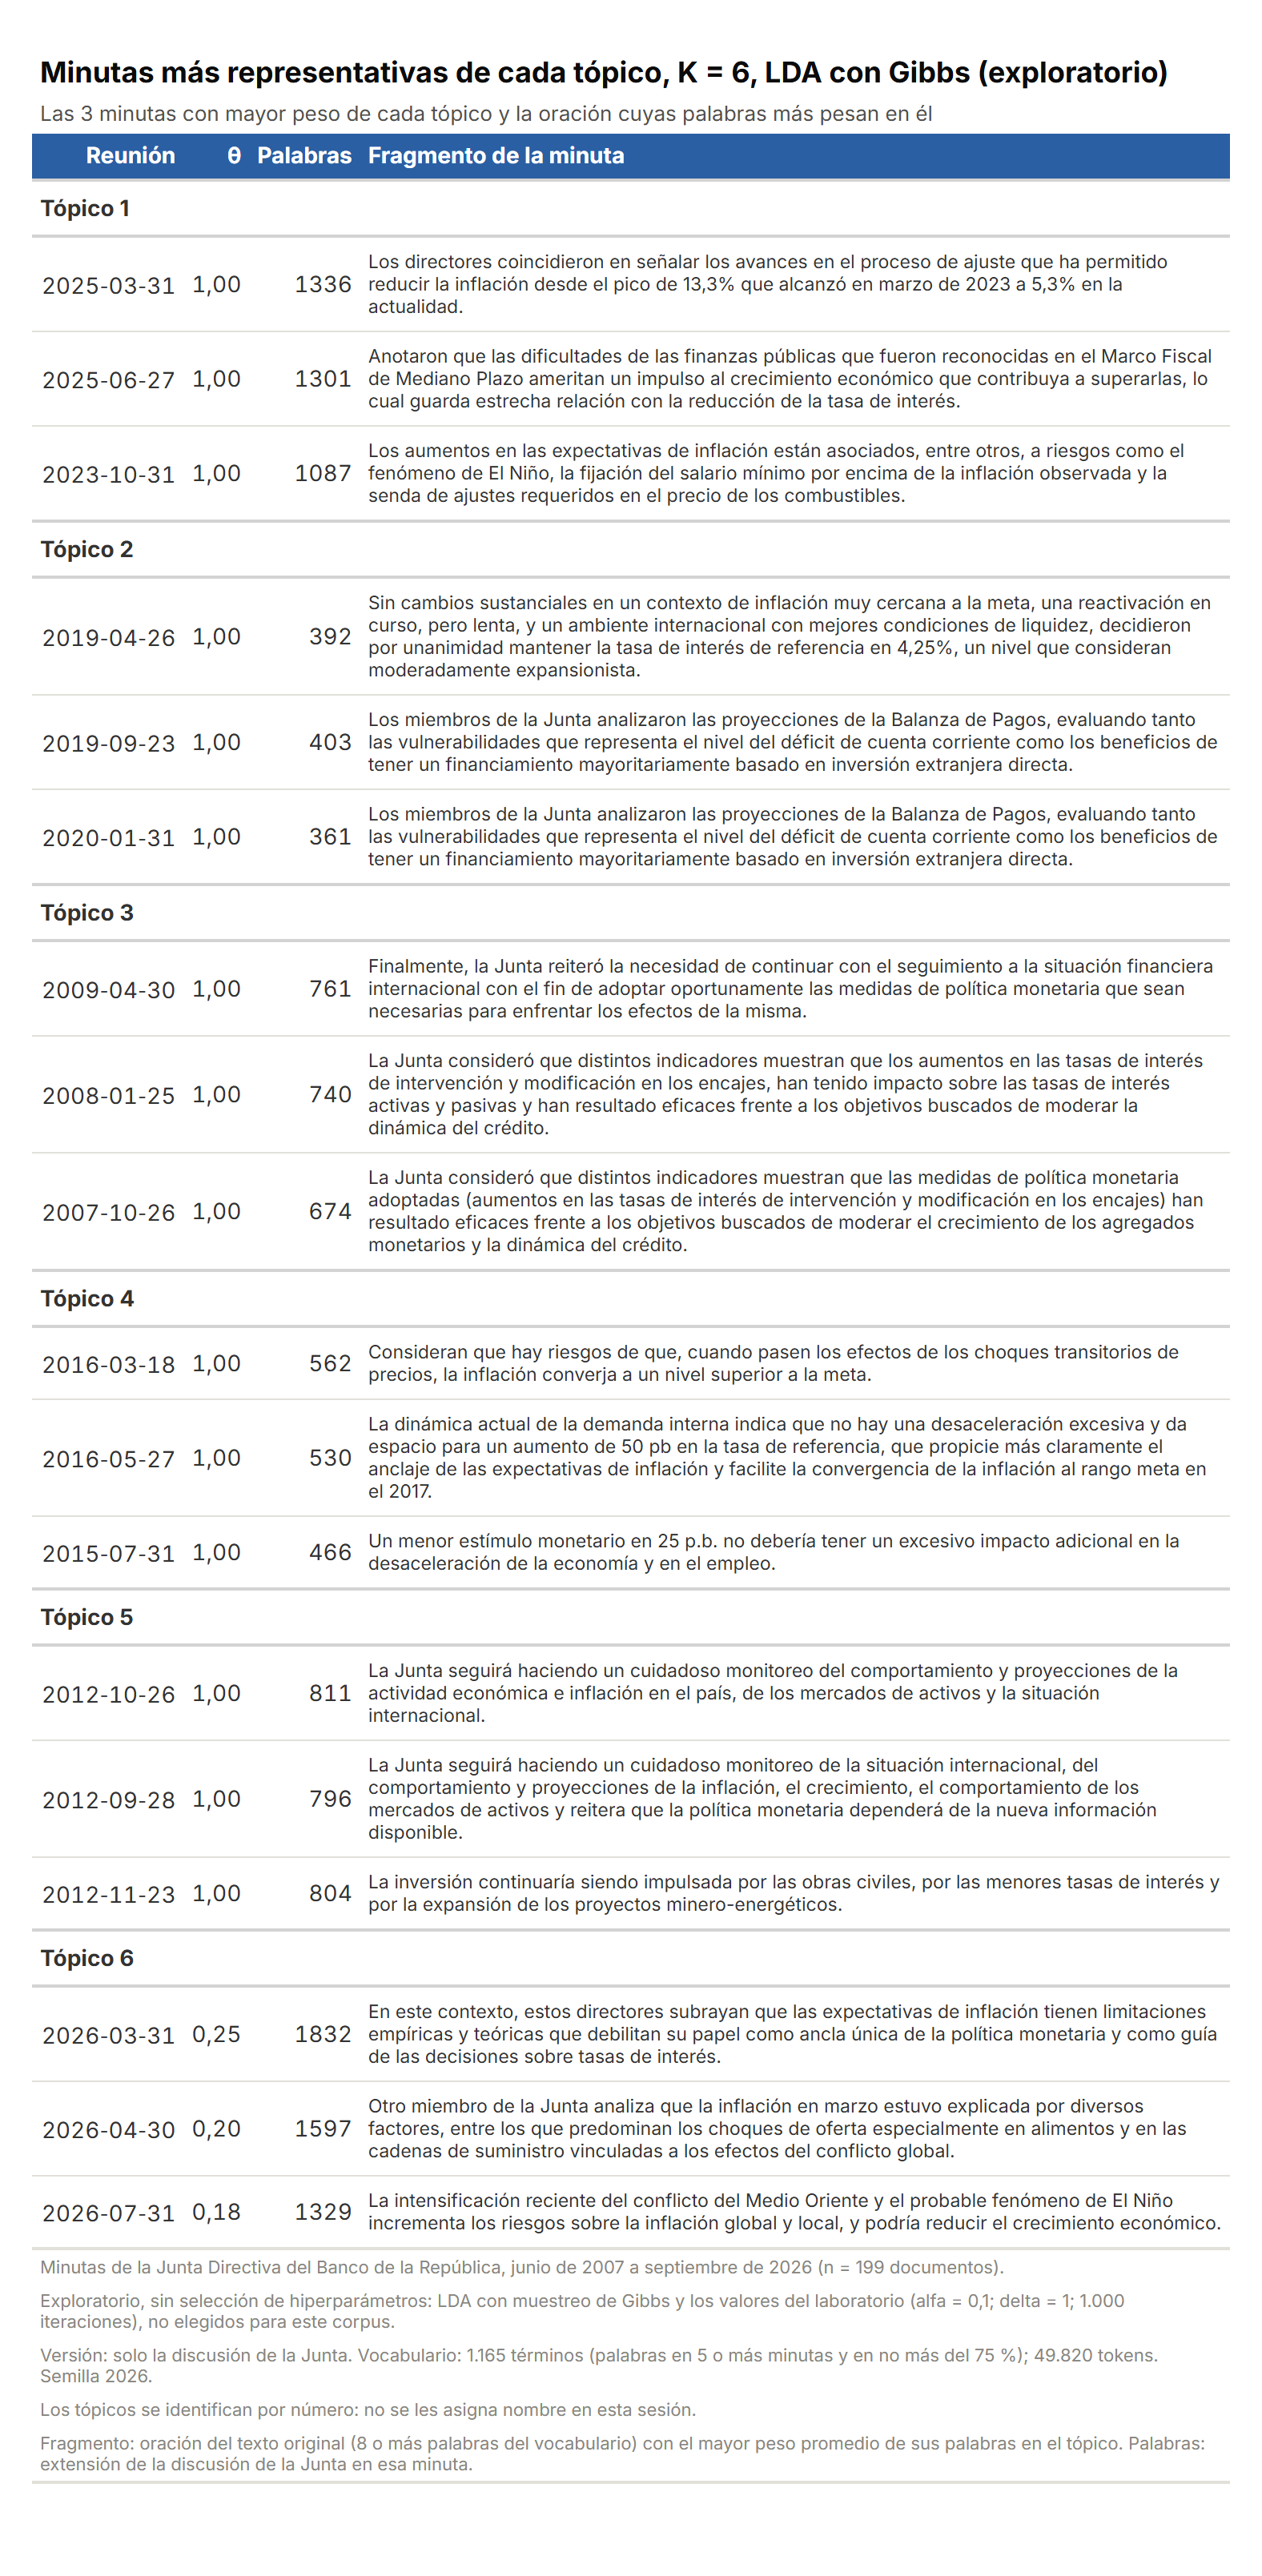 Minutas más representativas de cada tópico, K = 6, LDA con Gibbs (exploratorio)
Las 3 minutas con mayor peso de cada tópico y la oración cuyas palabras más pesan en él
Reunión θ Palabras Fragmento de la minuta
Tópico 1
2025-03-31 1,00 1336
Los directores coincidieron en señalar los avances en el proceso de ajuste que ha permitido
reducir la inflación desde el pico de 13,3% que alcanzó en marzo de 2023 a 5,3% en la
actualidad.
2025-06-27 1,00 1301
Anotaron que las dificultades de las finanzas públicas que fueron reconocidas en el Marco Fiscal
de Mediano Plazo ameritan un impulso al crecimiento económico que contribuya a superarlas, lo
cual guarda estrecha relación con la reducción de la tasa de interés.
2023-10-31 1,00 1087
Los aumentos en las expectativas de inflación están asociados, entre otros, a riesgos como el
fenómeno de El Niño, la fijación del salario mínimo por encima de la inflación observada y la
senda de ajustes requeridos en el precio de los combustibles.
Tópico 2
2019-04-26 1,00 392
Sin cambios sustanciales en un contexto de inflación muy cercana a la meta, una reactivación en
curso, pero lenta, y un ambiente internacional con mejores condiciones de liquidez, decidieron
por unanimidad mantener la tasa de interés de referencia en 4,25%, un nivel que consideran
moderadamente expansionista.
2019-09-23 1,00 403
Los miembros de la Junta analizaron las proyecciones de la Balanza de Pagos, evaluando tanto
las vulnerabilidades que representa el nivel del déficit de cuenta corriente como los beneficios de
tener un financiamiento mayoritariamente basado en inversión extranjera directa.
2020-01-31 1,00 361
Los miembros de la Junta analizaron las proyecciones de la Balanza de Pagos, evaluando tanto
las vulnerabilidades que representa el nivel del déficit de cuenta corriente como los beneficios de
tener un financiamiento mayoritariamente basado en inversión extranjera directa.
Tópico 3
2009-04-30 1,00 761
Finalmente, la Junta reiteró la necesidad de continuar con el seguimiento a la situación financiera
internacional con el fin de adoptar oportunamente las medidas de política monetaria que sean
necesarias para enfrentar los efectos de la misma.
2008-01-25 1,00 740
La Junta consideró que distintos indicadores muestran que los aumentos en las tasas de interés
de intervención y modificación en los encajes, han tenido impacto sobre las tasas de interés
activas y pasivas y han resultado eficaces frente a los objetivos buscados de moderar la
dinámica del crédito.
2007-10-26 1,00 674
La Junta consideró que distintos indicadores muestran que las medidas de política monetaria
adoptadas (aumentos en las tasas de interés de intervención y modificación en los encajes) han
resultado eficaces frente a los objetivos buscados de moderar el crecimiento de los agregados
monetarios y la dinámica del crédito.
Tópico 4
2016-03-18 1,00 562
Consideran que hay riesgos de que, cuando pasen los efectos de los choques transitorios de
precios, la inflación converja a un nivel superior a la meta.
2016-05-27 1,00 530
La dinámica actual de la demanda interna indica que no hay una desaceleración excesiva y da
espacio para un aumento de 50 pb en la tasa de referencia, que propicie más claramente el
anclaje de las expectativas de inflación y facilite la convergencia de la inflación al rango meta en
el 2017.
2015-07-31 1,00 466
Un menor estímulo monetario en 25 p.b. no debería tener un excesivo impacto adicional en la
desaceleración de la economía y en el empleo.
Tópico 5
2012-10-26 1,00 811
La Junta seguirá haciendo un cuidadoso monitoreo del comportamiento y proyecciones de la
actividad económica e inflación en el país, de los mercados de activos y la situación
internacional.
2012-09-28 1,00 796
La Junta seguirá haciendo un cuidadoso monitoreo de la situación internacional, del
comportamiento y proyecciones de la inflación, el crecimiento, el comportamiento de los
mercados de activos y reitera que la política monetaria dependerá de la nueva información
disponible.
2012-11-23 1,00 804
La inversión continuaría siendo impulsada por las obras civiles, por las menores tasas de interés y
por la expansión de los proyectos minero-energéticos.
Tópico 6
2026-03-31 0,25 1832
En este contexto, estos directores subrayan que las expectativas de inflación tienen limitaciones
empíricas y teóricas que debilitan su papel como ancla única de la política monetaria y como guía
de las decisiones sobre tasas de interés.
2026-04-30 0,20 1597
Otro miembro de la Junta analiza que la inflación en marzo estuvo explicada por diversos
factores, entre los que predominan los choques de oferta especialmente en alimentos y en las
cadenas de suministro vinculadas a los efectos del conflicto global.
2026-07-31 0,18 1329
La intensificación reciente del conflicto del Medio Oriente y el probable fenómeno de El Niño
incrementa los riesgos sobre la inflación global y local, y podría reducir el crecimiento económico.
Minutas de la Junta Directiva del Banco de la República, junio de 2007 a septiembre de 2026 (n = 199 documentos).
Exploratorio, sin selección de hiperparámetros: LDA con muestreo de Gibbs y los valores del laboratorio (alfa = 0,1; delta = 1; 1.000
iteraciones), no elegidos para este corpus.
Versión: solo la discusión de la Junta. Vocabulario: 1.165 términos (palabras en 5 o más minutas y en no más del 75 %); 49.820 tokens.
Semilla 2026.
Los tópicos se identifican por número: no se les asigna nombre en esta sesión.
Fragmento: oración del texto original (8 o más palabras del vocabulario) con el mayor peso promedio de sus palabras en el tópico. Palabras:
extensión de la discusión de la Junta en esa minuta.